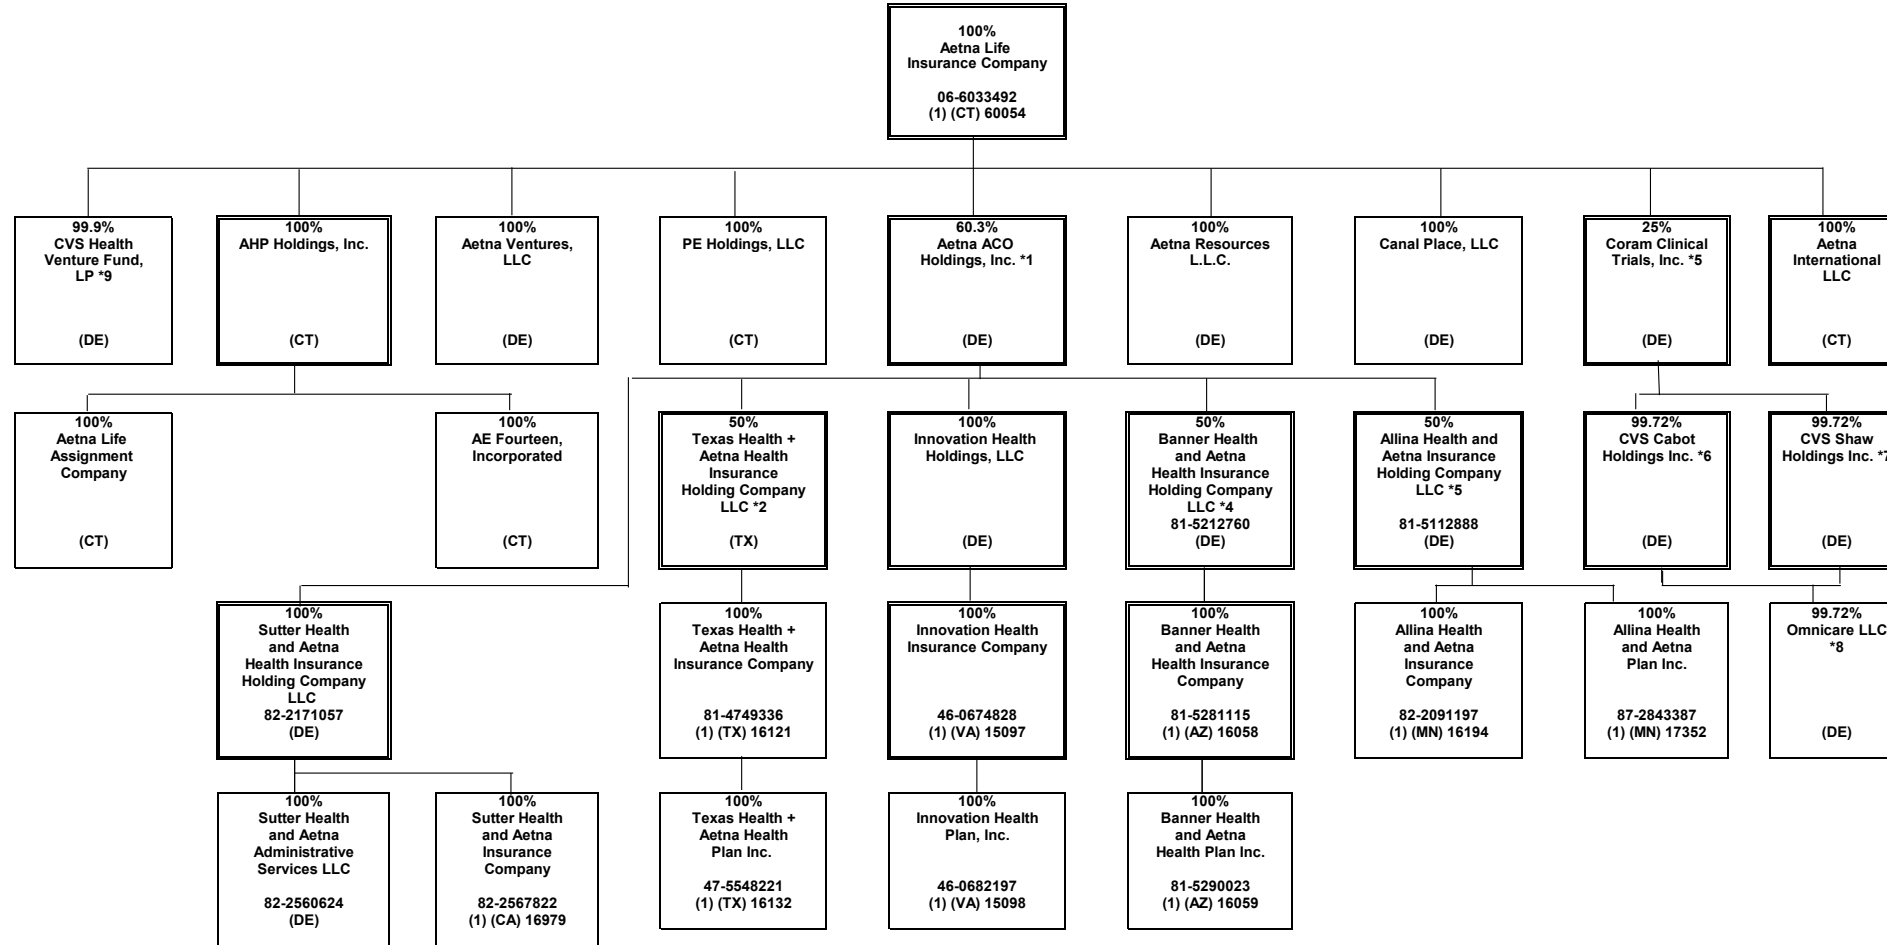 100%
Aetna Life
Insurance Company
06-6033492
(1) (CT) 60054
99.9%
CVS Health
Venture Fund,
LP *9
(DE)
100%
AHP Holdings, Inc.
(CT)
100%
Aetna Ventures,
LLC
(DE)
100%
PE Holdings, LLC
(CT)
60.3%
Aetna ACO
Holdings, Inc. *1
(DE)
100%
Aetna Resources
L.L.C.
(DE)
100%
Canal Place, LLC
(DE)
25%
Coram Clinical
Trials, Inc. *5
(DE)
100%
Aetna
International
LLC
(CT)
100%
Aetna Life
Assignment
Company
(CT)
100%
AE Fourteen,
Incorporated
(CT)
50%
Texas Health +
Aetna Health
Insurance
Holding Company
LLC *2
(TX)
100%
Innovation Health
Holdings, LLC
(DE)
50%
Banner Health
and Aetna
Health Insurance
Holding Company
LLC *4
81-5212760
(DE)
50%
Allina Health and
Aetna Insurance
Holding Company
LLC *5
81-5112888
(DE)
99.72%
CVS Cabot
Holdings Inc. *6
(DE)
99.72%
CVS Shaw
Holdings Inc. *7
(DE)
100%
Sutter Health
and Aetna
Health Insurance
Holding Company
LLC
82-2171057
(DE)
100%
Texas Health +
Aetna Health
Insurance Company
81-4749336
(1) (TX) 16121
100%
Innovation Health
Insurance Company
46-0674828
(1) (VA) 15097
100%
Banner Health
and Aetna
Health Insurance
Company
81-5281115
(1) (AZ) 16058
100%
Allina Health
and Aetna
Insurance
Company
82-2091197
(1) (MN) 16194
100%
Allina Health
and Aetna
Plan Inc.
87-2843387
(1) (MN) 17352
99.72%
Omnicare LLC
*8
(DE)
100%
Sutter Health
and Aetna
Administrative
Services LLC
82-2560624
(DE)
100%
Sutter Health
and Aetna
Insurance
Company
82-2567822
(1) (CA) 16979
100%
Texas Health +
Aetna Health
Plan Inc.
47-5548221
(1) (TX) 16132
100%
Innovation Health
Plan, Inc.
46-0682197
(1) (VA) 15098
100%
Banner Health
and Aetna
Health Plan Inc.
81-5290023
(1) (AZ) 16059